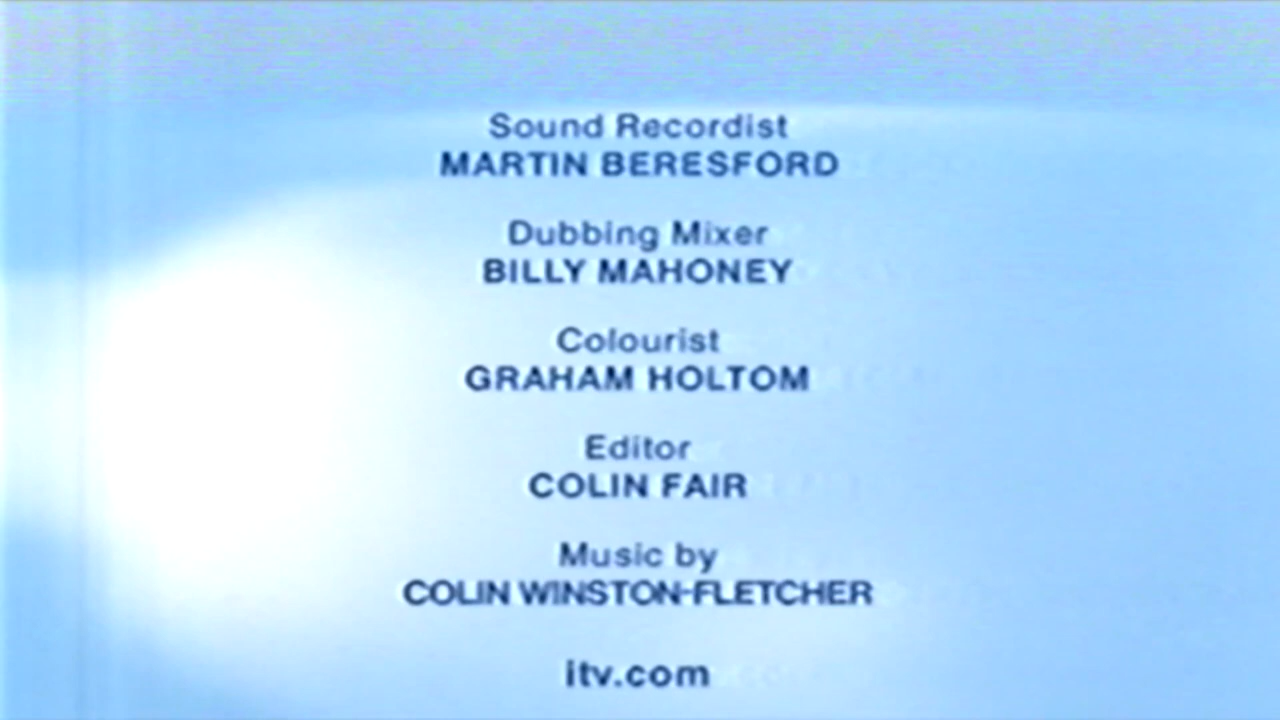 Sound Recordist
MARTIN BERESFORD
Dubbing Mixer
BILLY MAHONEY
Colourist
GRAHAM HOLTOM
Editor
COLIN FAIR
Music by
COLIN WINSTON-FLETCHER
itv.com